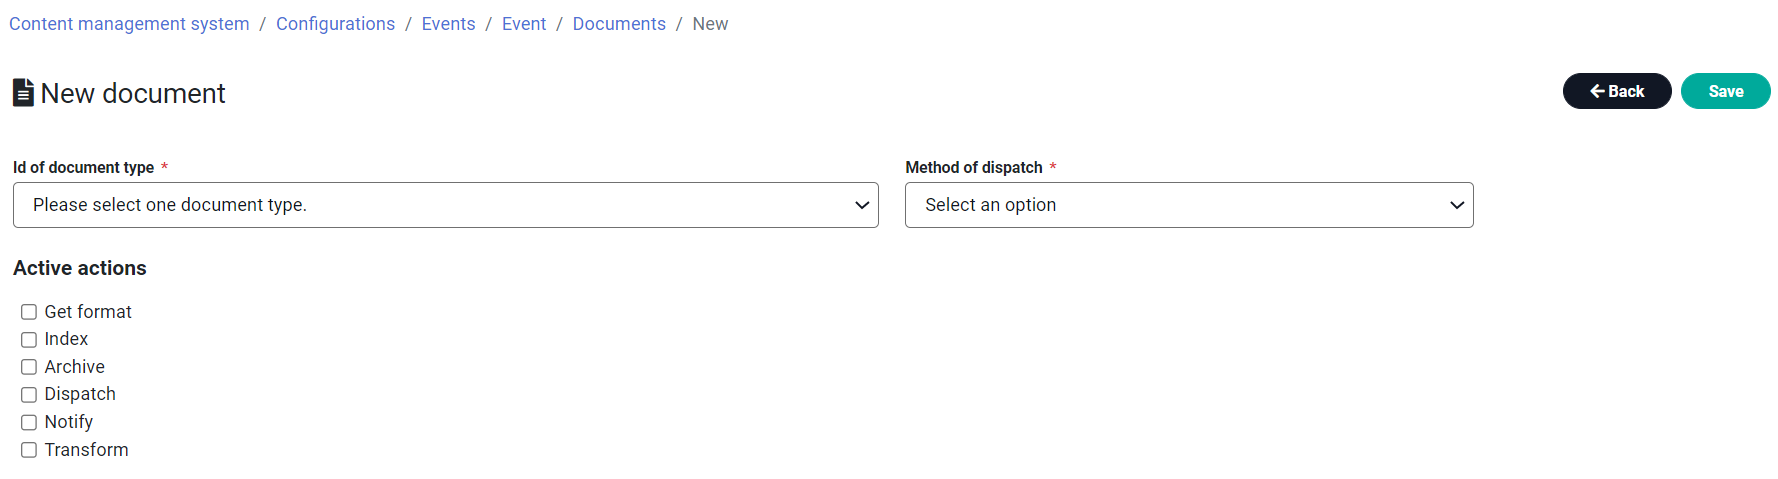 Content management system / Configurations / Events / Event / Documents / New
New document
Back
Save
Id of document type *
Method of dispatch *
Please select one document type.
Select an option
Active actions
Get format
Index
Archive
Dispatch
Notify
Transform